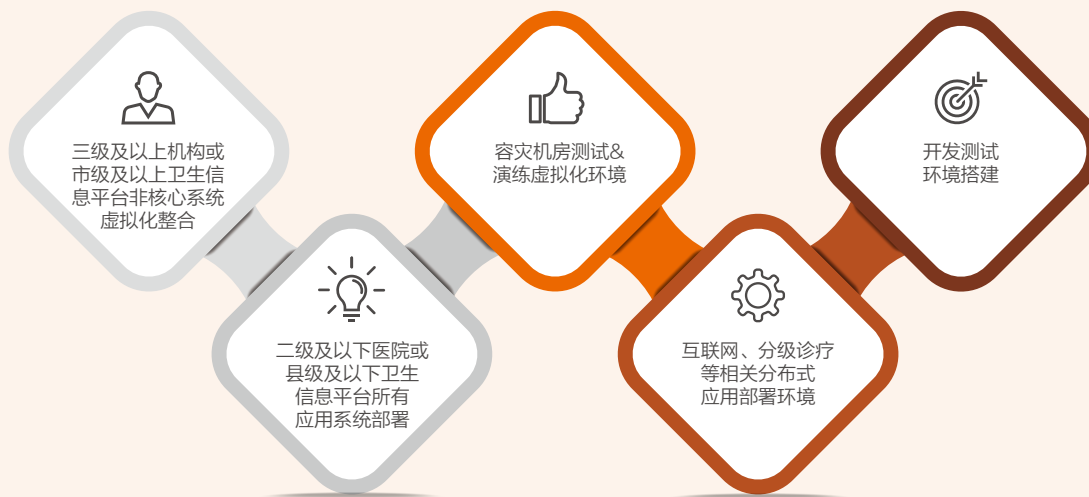 三级及以上机构或
市级及以上卫生信
息平台非核心系统
虚拟化整合
二级及以下医院或
县级及以下卫生
信息平台所有
应用系统部署
容灾机房测试&
演练虚拟化环境
互联网、分级诊疗
等相关分布式
应用部署环境
开发测试
环境搭建